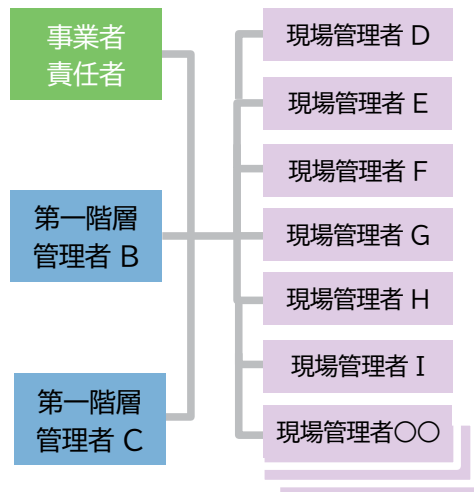 事業者
責任者
第一階層
管理者 B
第一階層
管理者 C
現場管理者 D
現場管理者 E
現場管理者 F
現場管理者 G
現場管理者 H
現場管理者 I
現場管理者〇〇